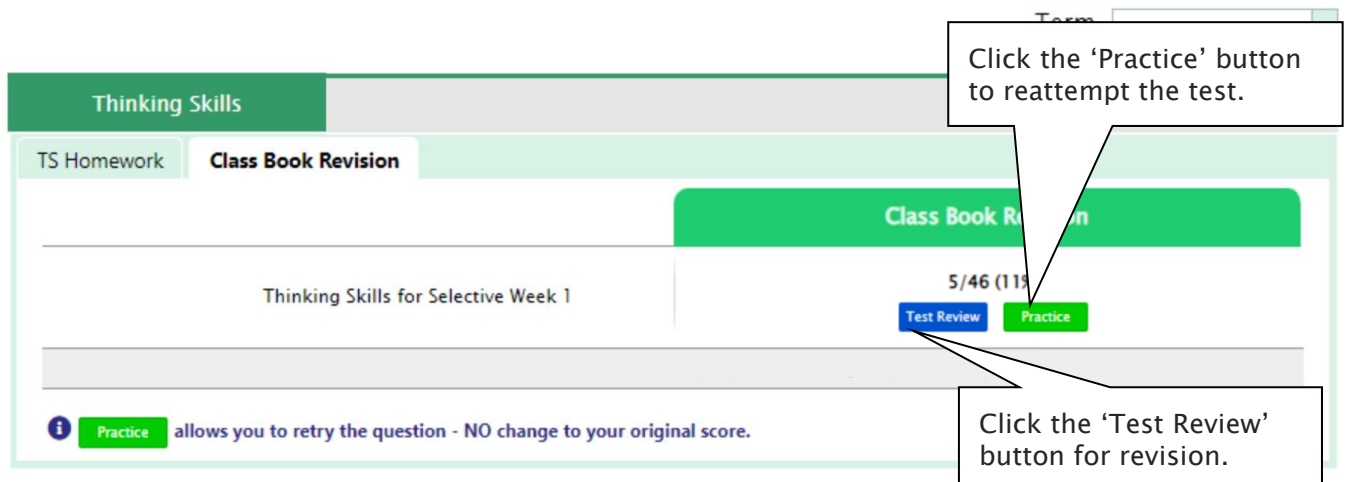 Term
Click the ‘Practice’ button
to reattempt the test.
Thinking Skills
TS Homework Class Book Revision
Class Book
Thinking Skills for Selective Week 1
5/46 (11%
Test Review Practice
Practice allows you to retry the question - NO change to your original score.
Click the ‘Test Review’
button for revision.